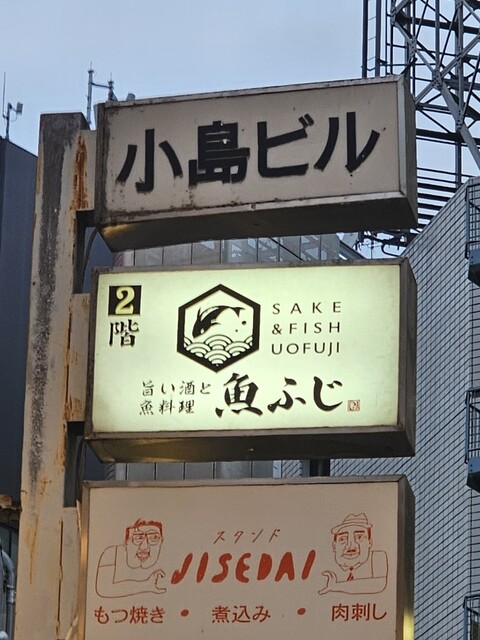 小島ビル
2階
SAKE
&FISH
UOFUJI
旨い酒と
魚料理
魚ふじ
スタンド
JISEDAI
もつ焼き・煮込み・肉刺し